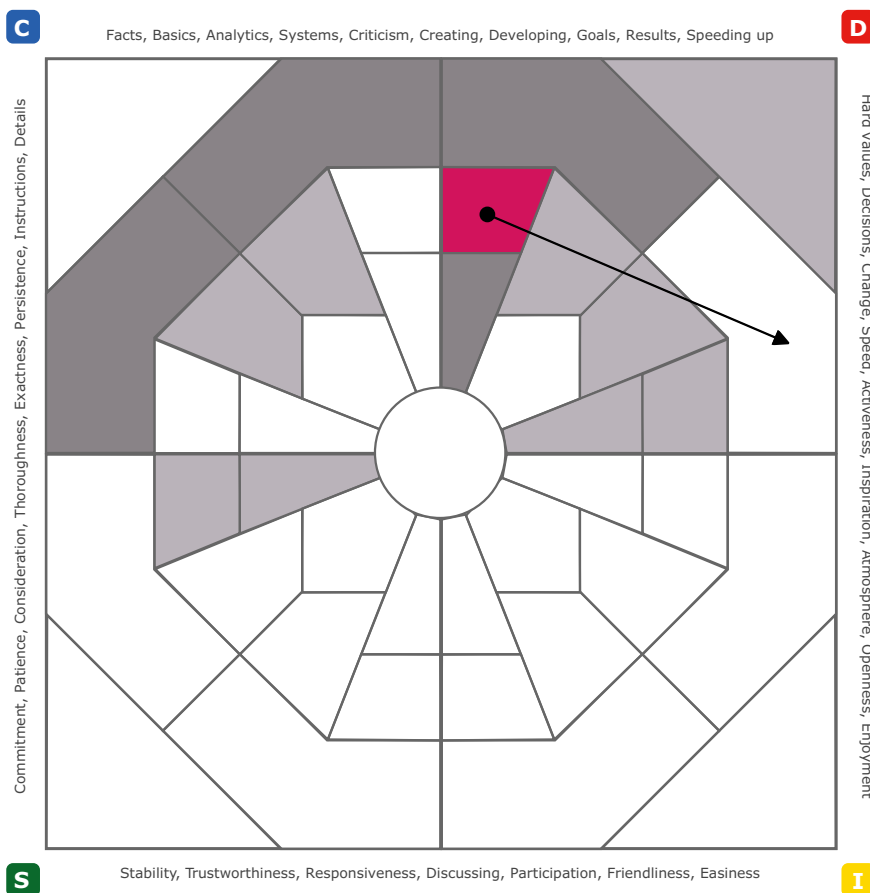 C
D
Facts, Basics, Analytics, Systems, Criticism, Creating, Developing, Goals, Results, Speeding up
Commitment, Patience, Consideration, Thoroughness, Exactness, Persistence, Instructions, Details
Hard values, Decisions, Change, Speed, Activeness, Inspiration, Atmosphere, Openness, Enjoyment
S
Stability, Trustworthiness, Responsiveness, Discussing, Participation, Friendliness, Easiness
I